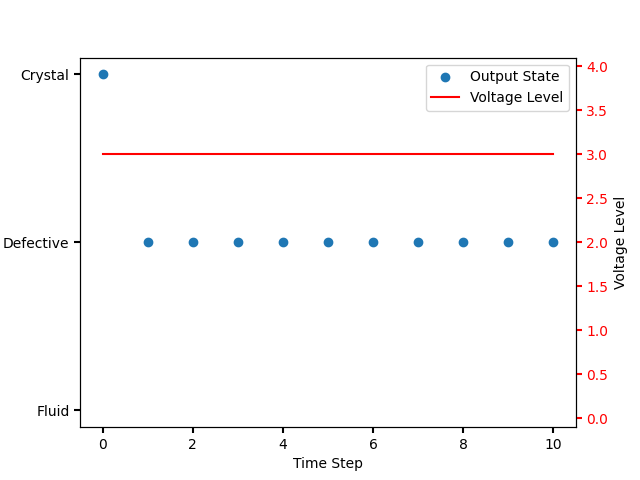 Crystal
Defective
Fluid
Output State
Voltage Level
4.0
3.5
3.0
2.5
2.0
1.5
1.0
0.5
0.0
Voltage Level
0 2 4 6 8 10
Time Step